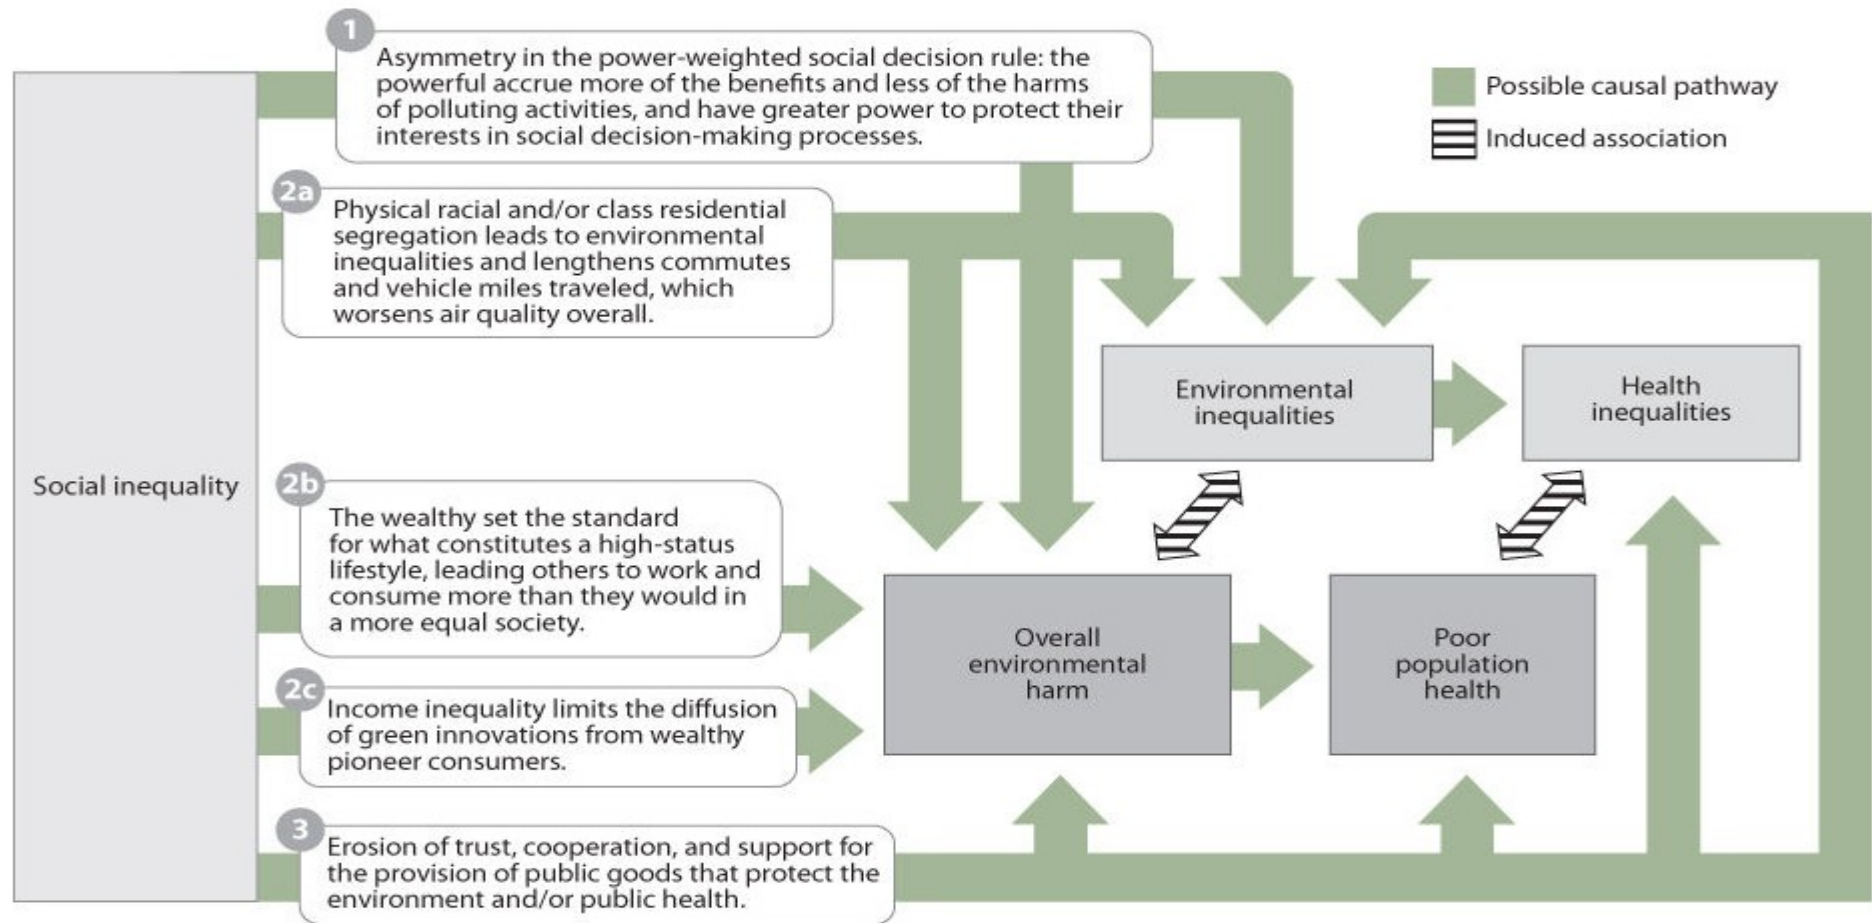 1
Asymmetry in the power-weighted social decision rule: the
powerful accrue more of the benefits and less of the harms
of polluting activities, and have greater power to protect their
interests in social decision-making processes.
Possible causal pathway
Induced association
2a
Physical racial and/or class residential
segregation leads to environmental
inequalities and lengthens commutes
and vehicle miles traveled, which
worsens air quality overall.
Environmental
inequalities
Health
inequalities
Social inequality
2b
The wealthy set the standard
for what constitutes a high-status
lifestyle, leading others to work and
consume more than they would in
a more equal society.
Overall
environmental
harm
Poor
population
health
2c
Income inequality limits the diffusion
of green innovations from wealthy
pioneer consumers.
3
Erosion of trust, cooperation, and support for
the provision of public goods that protect the
environment and/or public health.